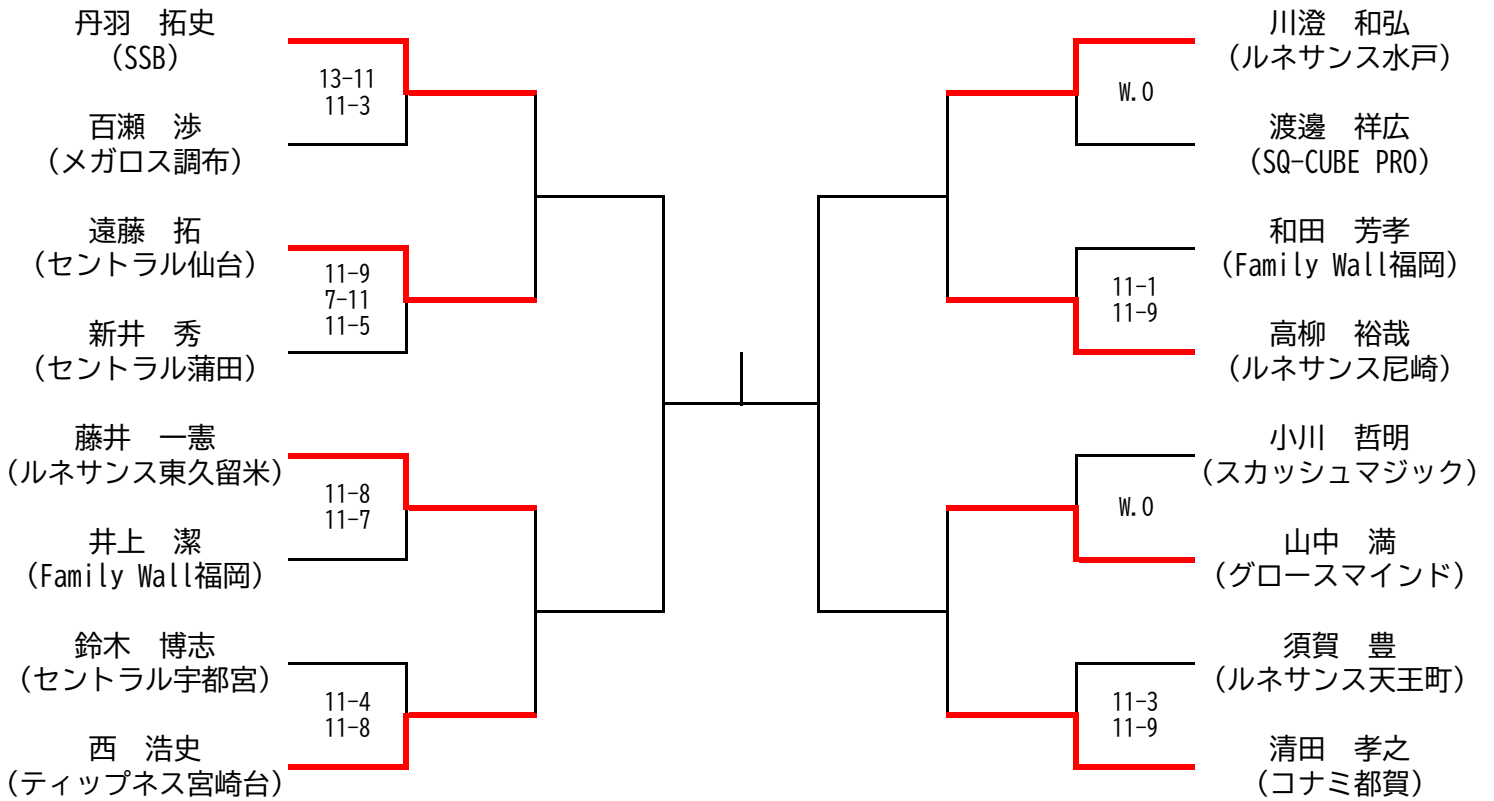 丹羽　拓史
(SSB)
13-11
11-3
百瀬　渉
(メガロス調布)
遠藤　拓
(セントラル仙台)
11-9
7-11
11-5
新井　秀
(セントラル蒲田)
藤井　一憲
(ルネサンス東久留米)
11-8
11-7
井上　潔
(Family Wall福岡)
鈴木　博志
(セントラル宇都宮)
11-4
11-8
西　浩史
(ティップネス宮崎台)
川澄　和弘
(ルネサンス水戸)
W.O
渡邊　祥広
(SQ-CUBE PRO)
和田　芳孝
(Family Wall福岡)
11-1
11-9
高柳　裕哉
(ルネサンス尼崎)
小川　哲明
(スカッシュマジック)
W.O
山中　満
(グロースマインド)
須賀　豊
(ルネサンス天王町)
11-3
11-9
清田　孝之
(コナミ都賀)